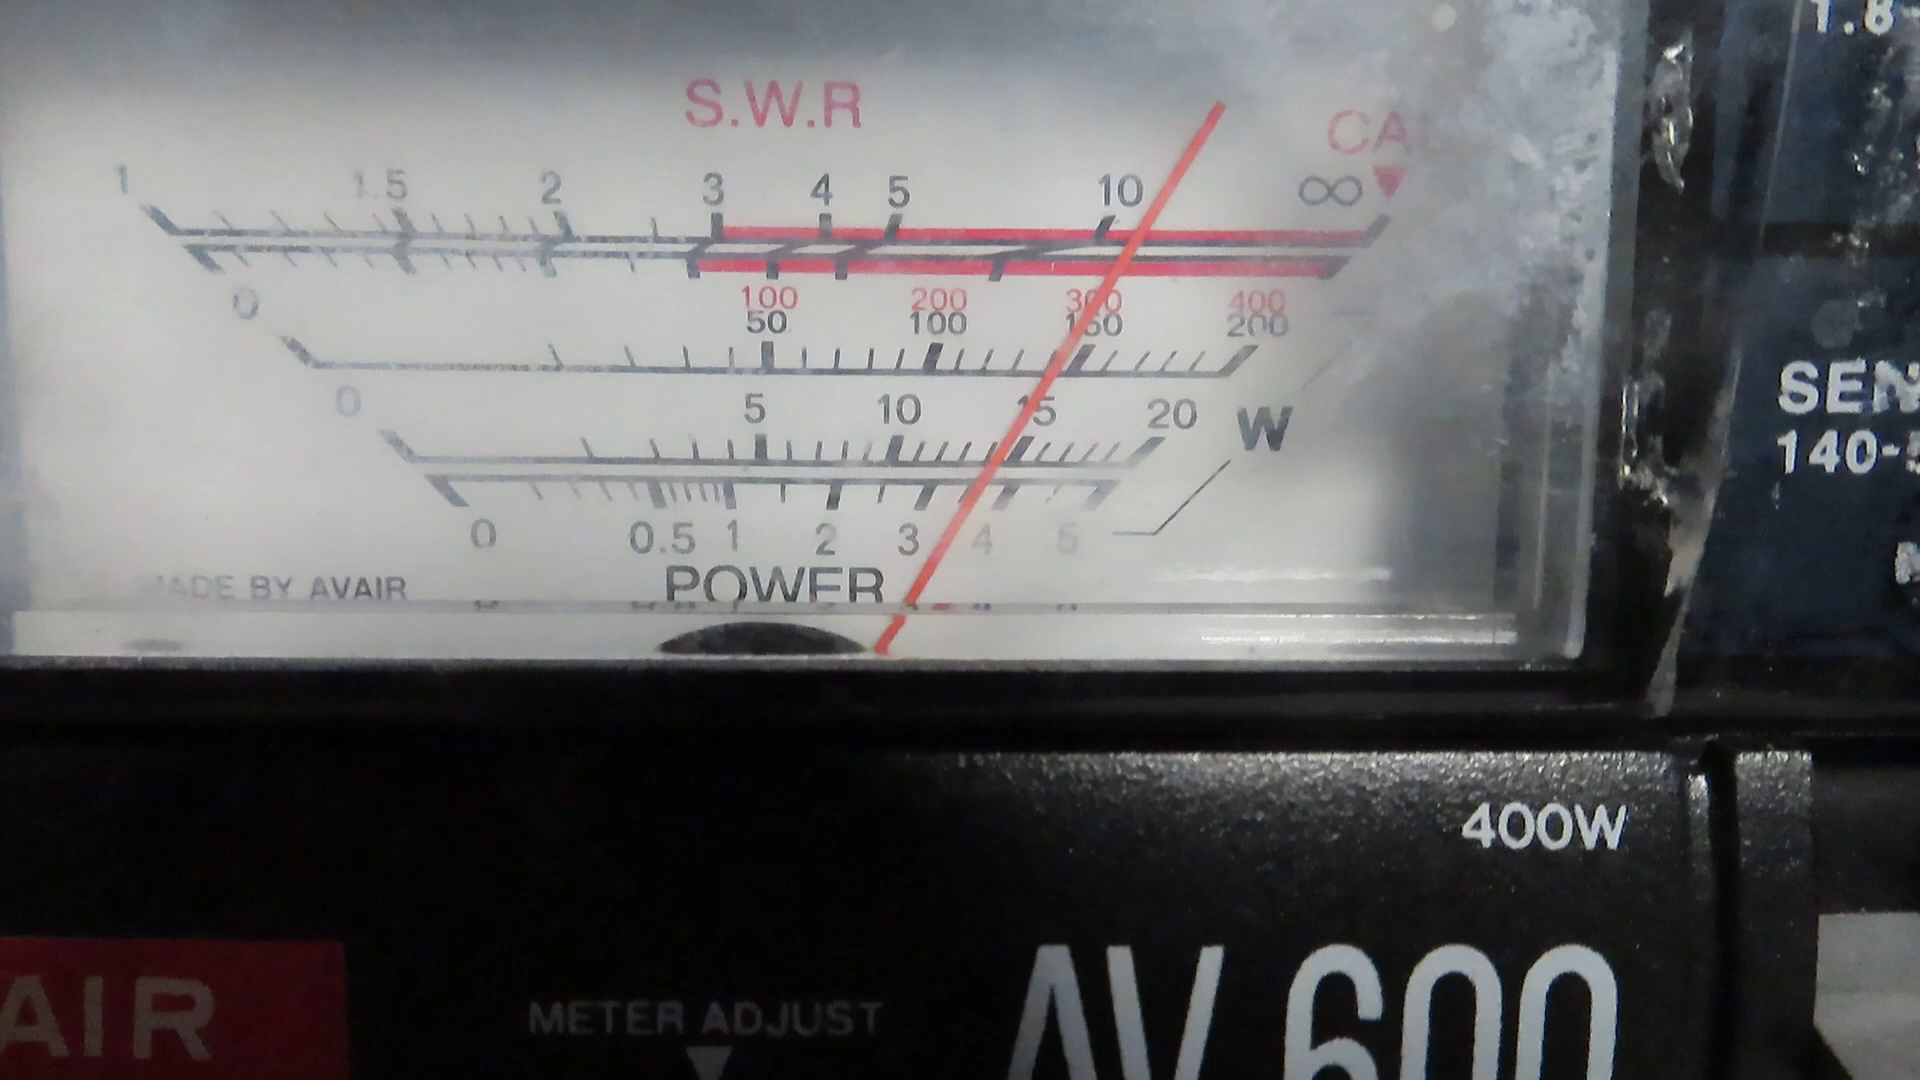 1.8
S.W.R
CA
1 1.5 2 3 4 5 10 ∞
0 100 200 300 400
50 100 150 200
SEN
0 5 10 15 20 W
140-
0 0.5 1 2 3 4 5
MADE BY AVAIR POWER
400W
AIR
METER ADJUST
AV 600